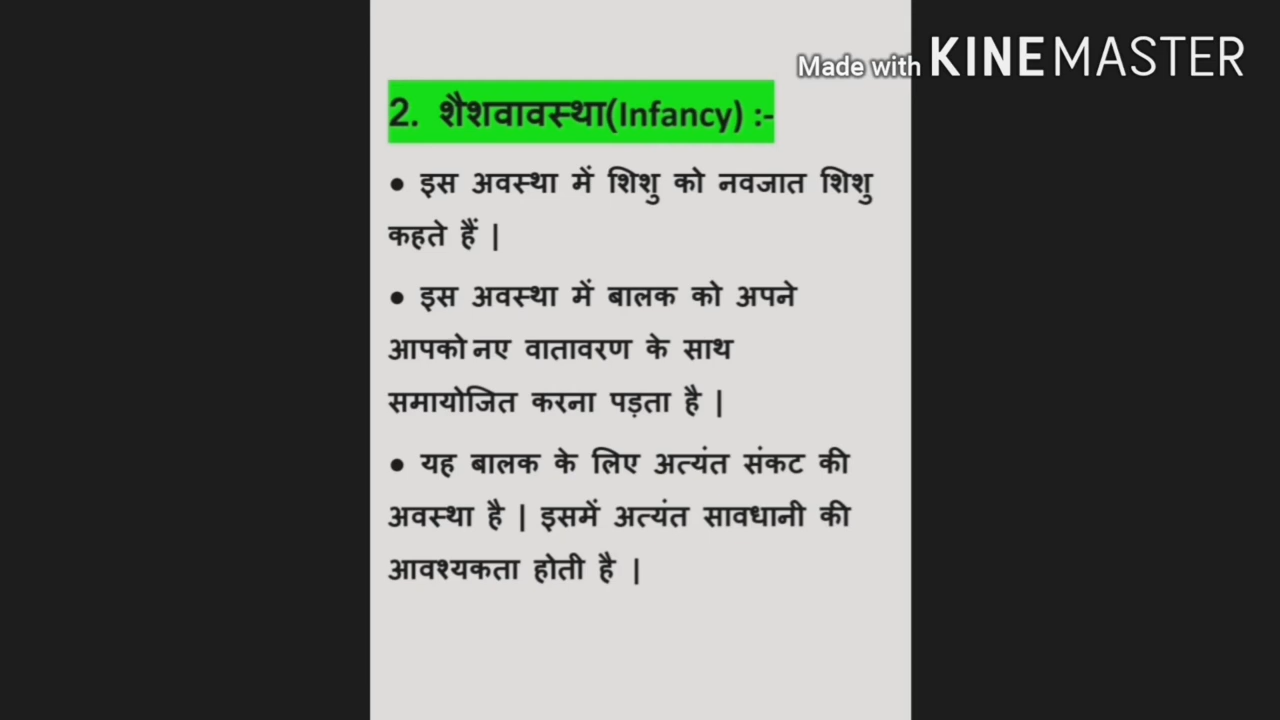 Made with KINEMASTER
2. शैशवावस्था(Infancy) :-
● इस अवस्था में शिशु को नवजात शिशु
कहते हैं |
● इस अवस्था में बालक को अपने
आपको नए वातावरण के साथ
समायोजित करना पड़ता है |
● यह बालक के लिए अत्यंत संकट की
अवस्था है | इसमें अत्यंत सावधानी की
आवश्यकता होती है |